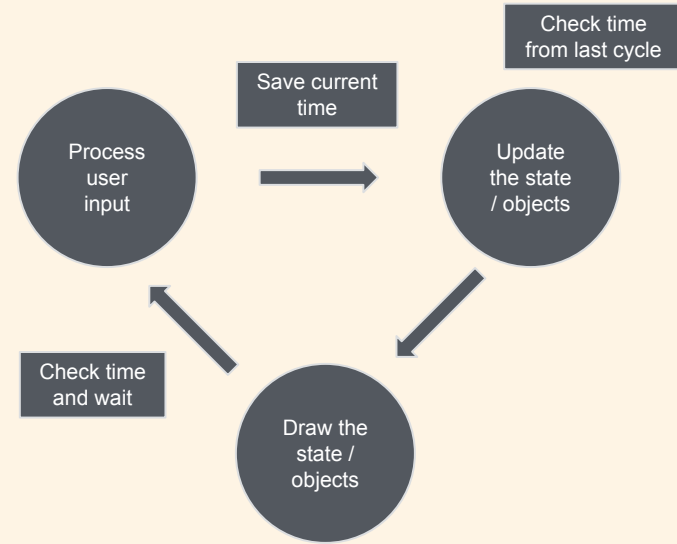 Check time
from last cycle
Save current
time
Process
user
input
Update
the state
/ objects
Check time
and wait
Draw the
state /
objects